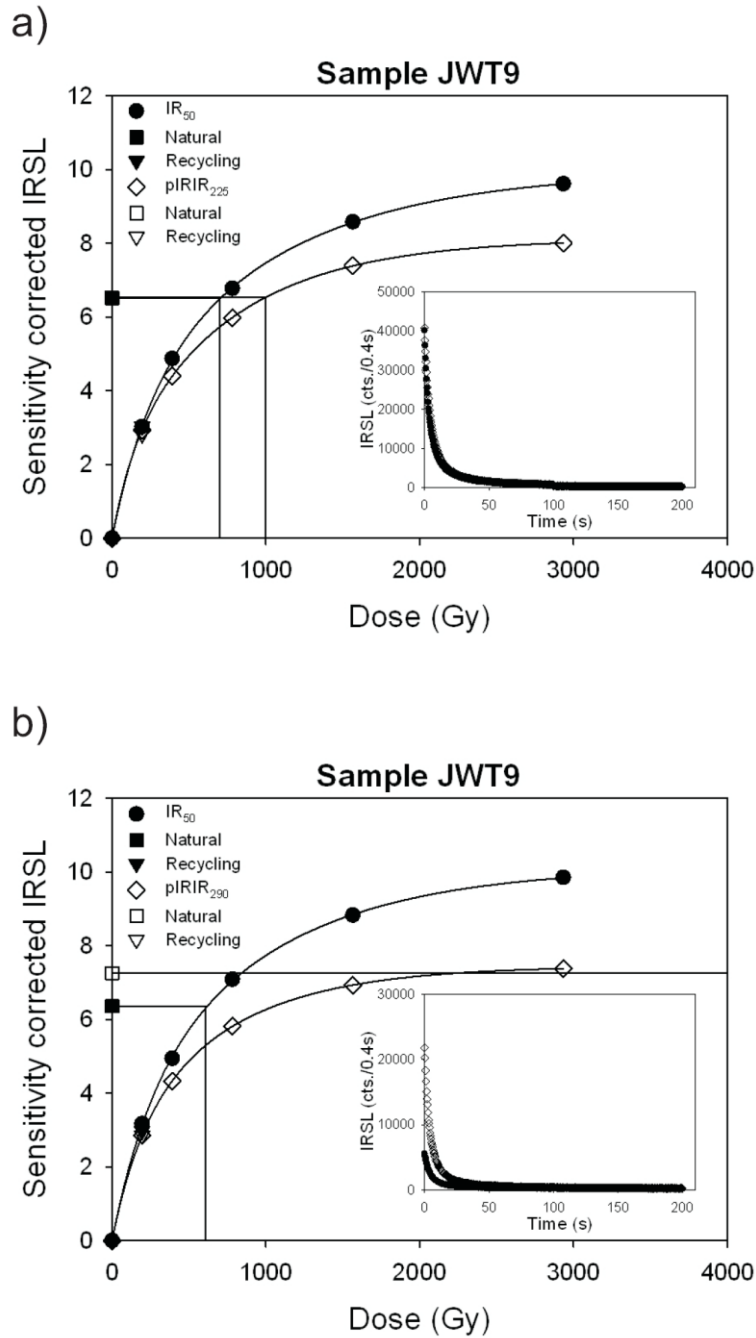 a)
Sample JWT9
Sensitivity corrected IRSL
12
10
8
6
4
2
0
IR₅₀
Natural
Recycling
pIRIR₂₂₅
Natural
Recycling
IRSL (cts./0.4s)
50000
40000
30000
20000
10000
0
0 50 100 150 200
Time (s)
0 1000 2000 3000 4000
Dose (Gy)
b)
Sample JWT9
Sensitivity corrected IRSL
12
10
8
6
4
2
0
IR₅₀
Natural
Recycling
pIRIR₂₉₀
Natural
Recycling
IRSL (cts./0.4s)
30000
20000
10000
0
0 50 100 150 200
Time (s)
0 1000 2000 3000 4000
Dose (Gy)